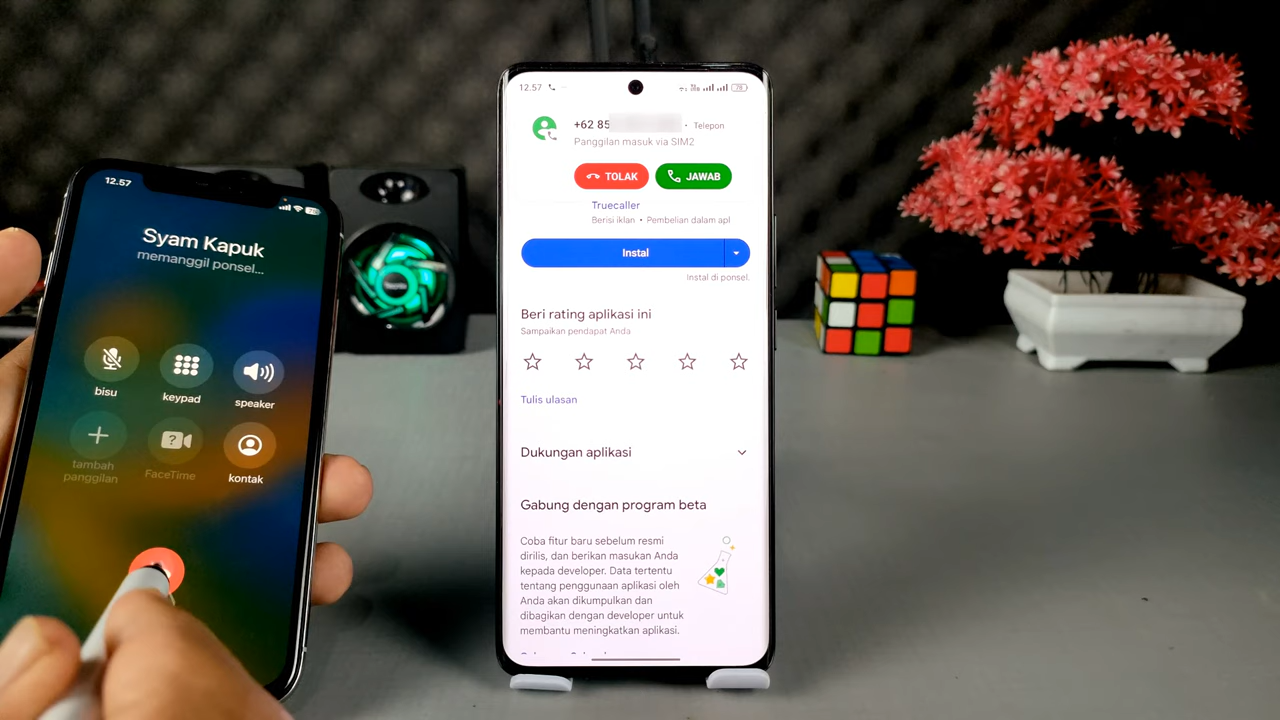 12.57
78
Syam Kapuk
memanggil ponsel...
bisu
keypad
speaker
tambah panggilan
FaceTime
kontak
12.57
78
+62 85
• Telepon
Panggilan masuk via SIM2
TOLAK
JAWAB
Truecaller
Berisi iklan • Pembelian dalam apl
Instal
Instal di ponsel.
Beri rating aplikasi ini
Sampaikan pendapat Anda
Tulis ulasan
Dukungan aplikasi
Gabung dengan program beta
Coba fitur baru sebelum resmi
dirilis, dan berikan masukan Anda
kepada developer. Data tertentu
tentang penggunaan aplikasi oleh
Anda akan dikumpulkan dan
dibagikan dengan developer untuk
membantu meningkatkan aplikasi.